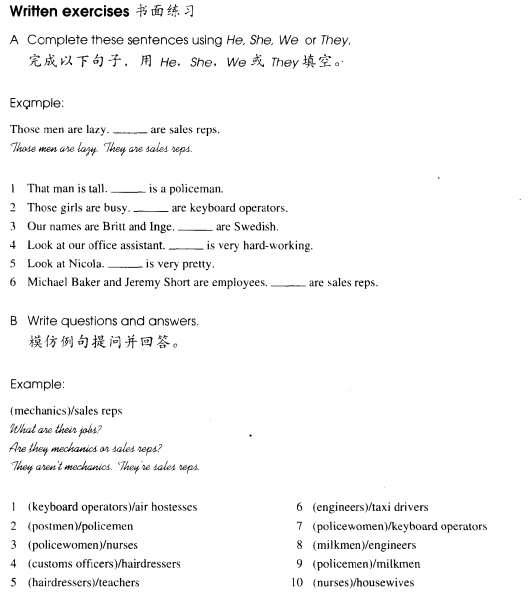 Written exercises 书面练习
A Complete these sentences using He, She, We or They.
完成以下句子，用 He，She，We 或 They 填空。
Example:
Those men are lazy. ______ are sales reps.
Those men are lazy. They are sales reps.
1 That man is tall. ______ is a policeman.
2 Those girls are busy. ______ are keyboard operators.
3 Our names are Britt and Inge. ______ are Swedish.
4 Look at our office assistant. ______ is very hard-working.
5 Look at Nicola. ______ is very pretty.
6 Michael Baker and Jeremy Short are employees. ______ are sales reps.
B Write questions and answers.
模仿例句提问并回答。
Example:
(mechanics)/sales reps
What are their jobs?
Are they mechanics or sales reps?
They aren't mechanics. They're sales reps.
1 (keyboard operators)/air hostesses
2 (postmen)/policemen
3 (policewomen)/nurses
4 (customs officers)/hairdressers
5 (hairdressers)/teachers
6 (engineers)/taxi drivers
7 (policewomen)/keyboard operators
8 (milkmen)/engineers
9 (policemen)/milkmen
10 (nurses)/housewives